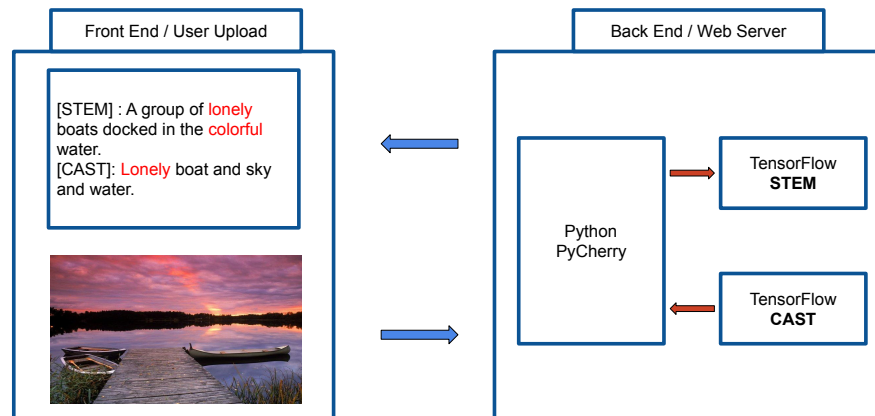 Front End / User Upload
[STEM] : A group of lonely
boats docked in the colorful
water.
[CAST]: Lonely boat and sky
and water.
Back End / Web Server
Python
PyCherry
TensorFlow
STEM
TensorFlow
CAST